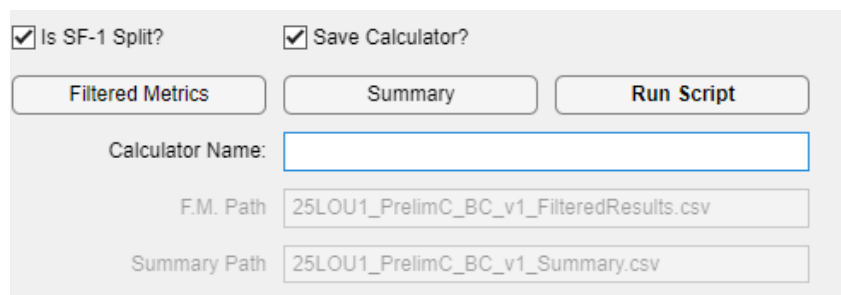 Is SF-1 Split? Save Calculator?
Filtered Metrics Summary Run Script
Calculator Name:
F.M. Path 25LOU1_PrelimC_BC_v1_FilteredResults.csv
Summary Path 25LOU1_PrelimC_BC_v1_Summary.csv